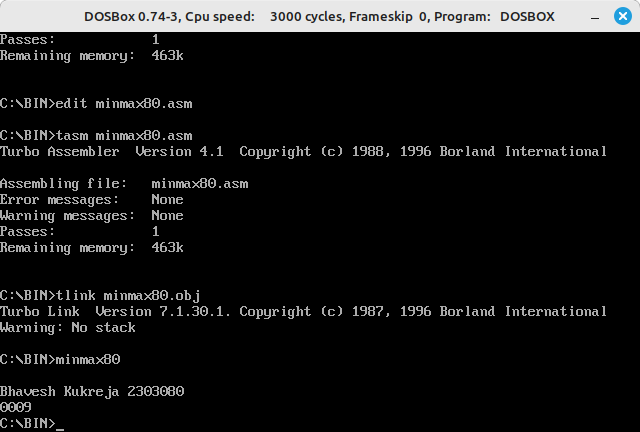 DOSBox 0.74-3, Cpu speed:    3000 cycles, Frameskip  0, Program:   DOSBOX
Passes:            1
Remaining memory:  463k
C:\BIN>edit minmax80.asm
C:\BIN>tasm minmax80.asm
Turbo Assembler  Version 4.1  Copyright (c) 1988, 1996 Borland International
Assembling file:   minmax80.asm
Error messages:    None
Warning messages:  None
Passes:            1
Remaining memory:  463k
C:\BIN>tlink minmax80.obj
Turbo Link  Version 7.1.30.1. Copyright (c) 1987, 1996 Borland International
Warning: No stack
C:\BIN>minmax80
Bhavesh Kukreja 2303080
0009
C:\BIN>_